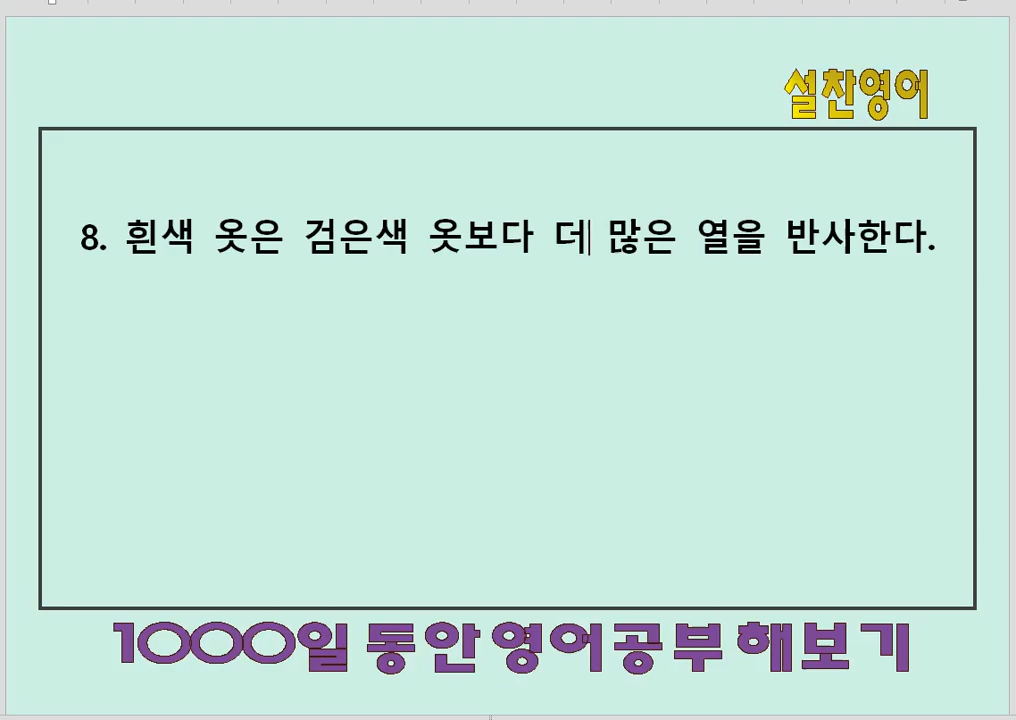 설찬영어
8. 흰색 옷은 검은색 옷보다 데 많은 열을 반사한다.
1000일 동안 영어공부 해보기